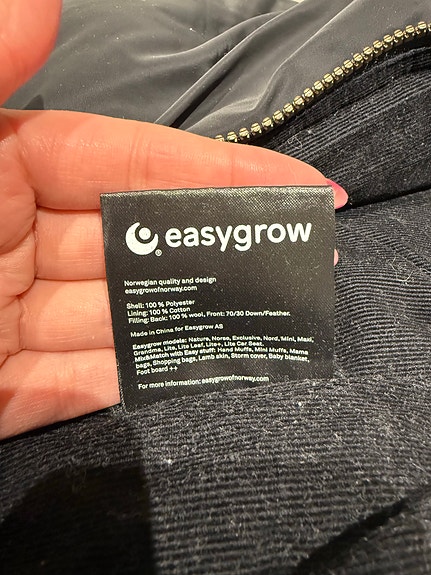 easygrow®
Norwegian quality and design
easygrowofnorway.com
Shell: 100 % Polyester
Lining: 100 % Cotton
Filling: Back: 100 % wool, Front: 70/30 Down/Feather.
Made in China for Easygrow AS
Easygrow models: Nature, Norse, Exclusive, Nord, Mini, Maxi,
Grandma, Lite, Lite Leaf, Lite+, Lite Car Seat.
Mix&Match with Easy stuff: Hand Muffs, Mini Muffs, Mama
bags, Shopping bags, Lamb skin, Storm cover, Baby blanket,
Foot board ++
For more information: easygrowofnorway.com